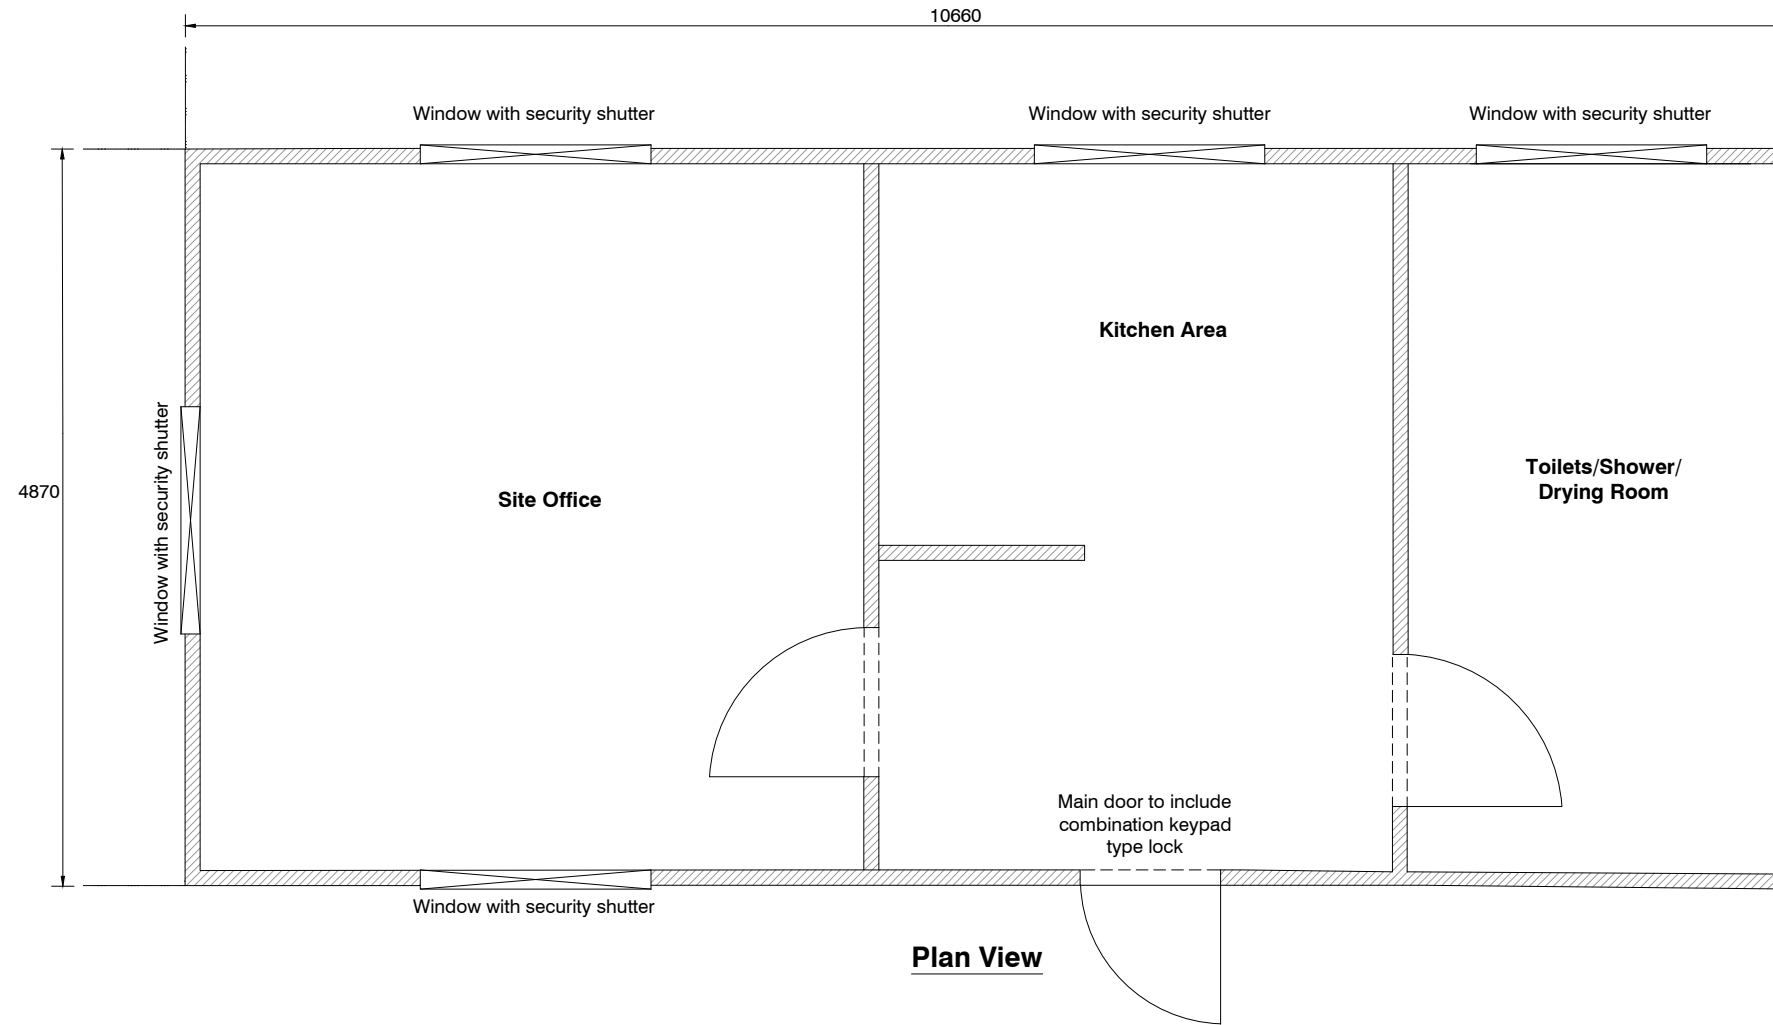 10660
Window with security shutter
Window with security shutter
Window with security shutter
Kitchen Area
Toilets/Shower/
Drying Room
4870
Window with security shutter
Site Office
Main door to include
combination keypad
type lock
Window with security shutter
Plan View